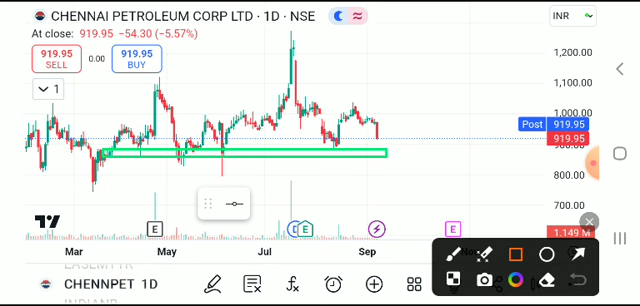 CHENNAI PETROLEUM CORP LTD · 1D · NSE
INR
At close: 919.95 −54.30 (−5.57%)
919.95
SELL
0.00
919.95
BUY
1
1,200.00
1,100.00
1,000.00
Post 919.95
919.95
900.00
800.00
700.00
1.149 M
E
D
E
E
Mar
May
Jul
Sep
Nov
CHENNPET 1D